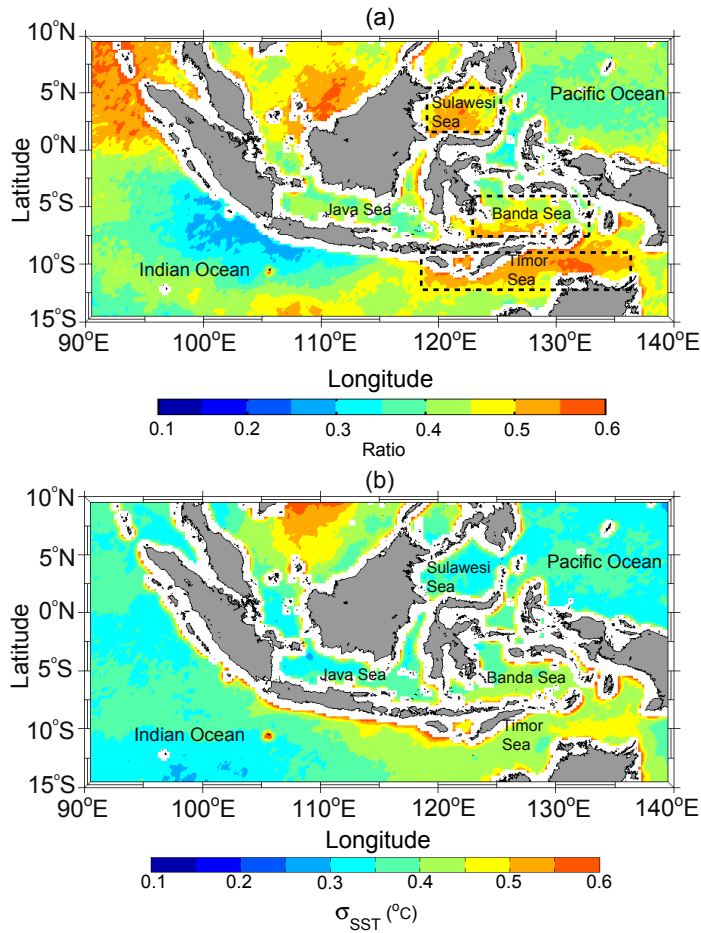 (a)
10°N
5°N
0°N
5°S
10°S
15°S
Latitude
Sulawesi
Sea
Pacific Ocean
Java Sea
Banda Sea
Indian Ocean
Timor
Sea
90°E 100°E 110°E 120°E 130°E 140°E
Longitude
0.1 0.2 0.3 0.4 0.5 0.6
Ratio
(b)
10°N
5°N
0°N
5°S
10°S
15°S
Latitude
Pacific Ocean
Sulawesi
Sea
Java Sea
Banda Sea
Indian Ocean
Timor
Sea
90°E 100°E 110°E 120°E 130°E 140°E
Longitude
0.1 0.2 0.3 0.4 0.5 0.6
σSST (°C)